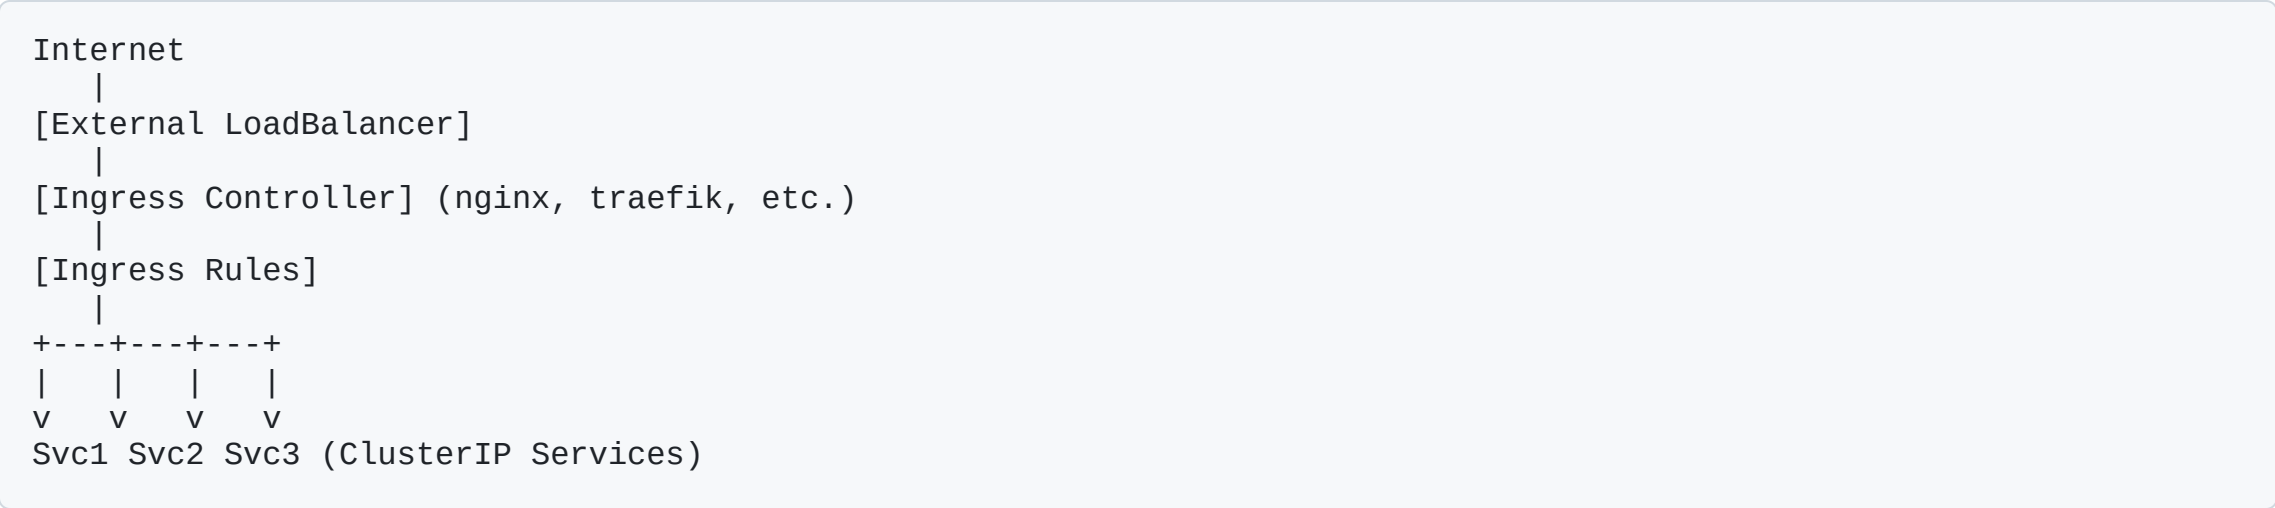 Internet
   |
[External LoadBalancer]
   |
[Ingress Controller] (nginx, traefik, etc.)
   |
[Ingress Rules]
   |
+---+---+---+
|   |   |   |
v   v   v   v
Svc1 Svc2 Svc3 (ClusterIP Services)